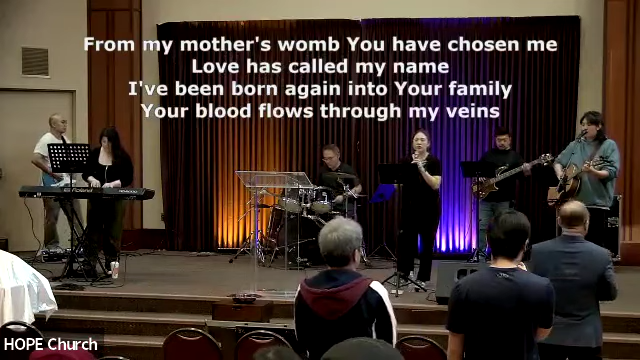 From my mother's womb You have chosen me
Love has called my name
I've been born again into Your family
Your blood flows through my veins
Roland
HOPE Church